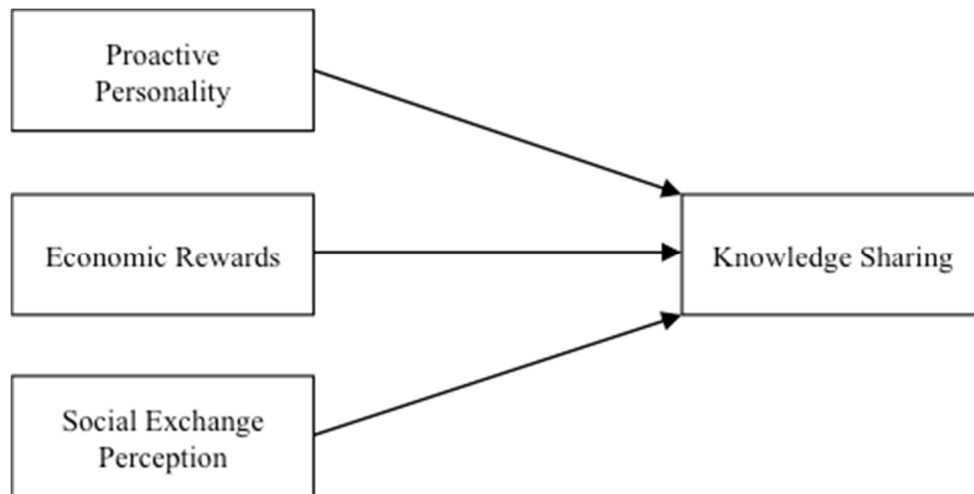 Proactive
Personality
Economic Rewards
Knowledge Sharing
Social Exchange
Perception